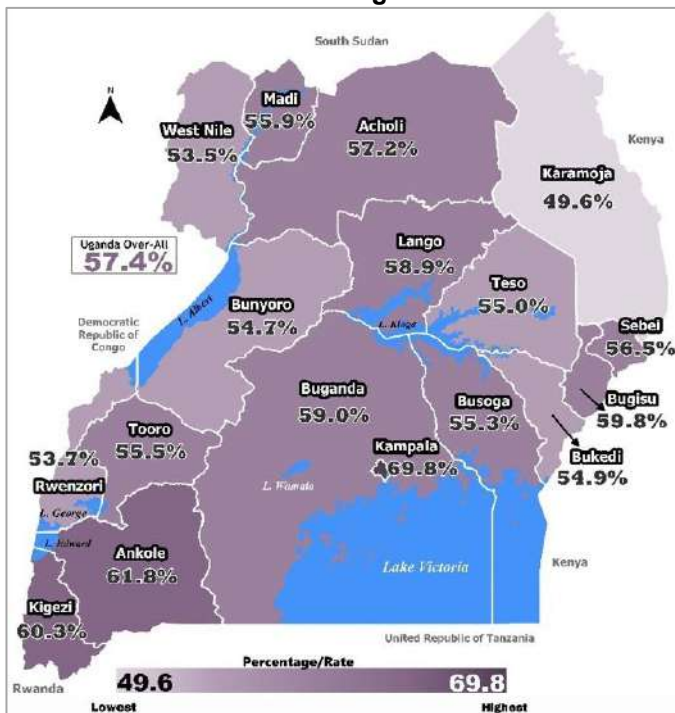 South Sudan
N
Madi
55.9%
West Nile
53.5%
Acholi
57.2%
Kenya
Karamoja
49.6%
Uganda Over-All
57.4%
Lango
58.9%
Teso
55.0%
L. Albert
Bunyoro
54.7%
L. Kioga
Sebei
56.5%
Democratic
Republic of
Congo
Buganda
59.0%
Busoga
55.3%
Bugisu
59.8%
Tooro
55.5%
Kampala
69.8%
Bukedi
54.9%
53.7%
Rwenzori
L. Wamala
L. George
L. Edward
Ankole
61.8%
Lake Victoria
Kenya
Kigezi
60.3%
United Republic of Tanzania
Percentage/Rate
Rwanda
49.6
69.8
Lowest
Highest